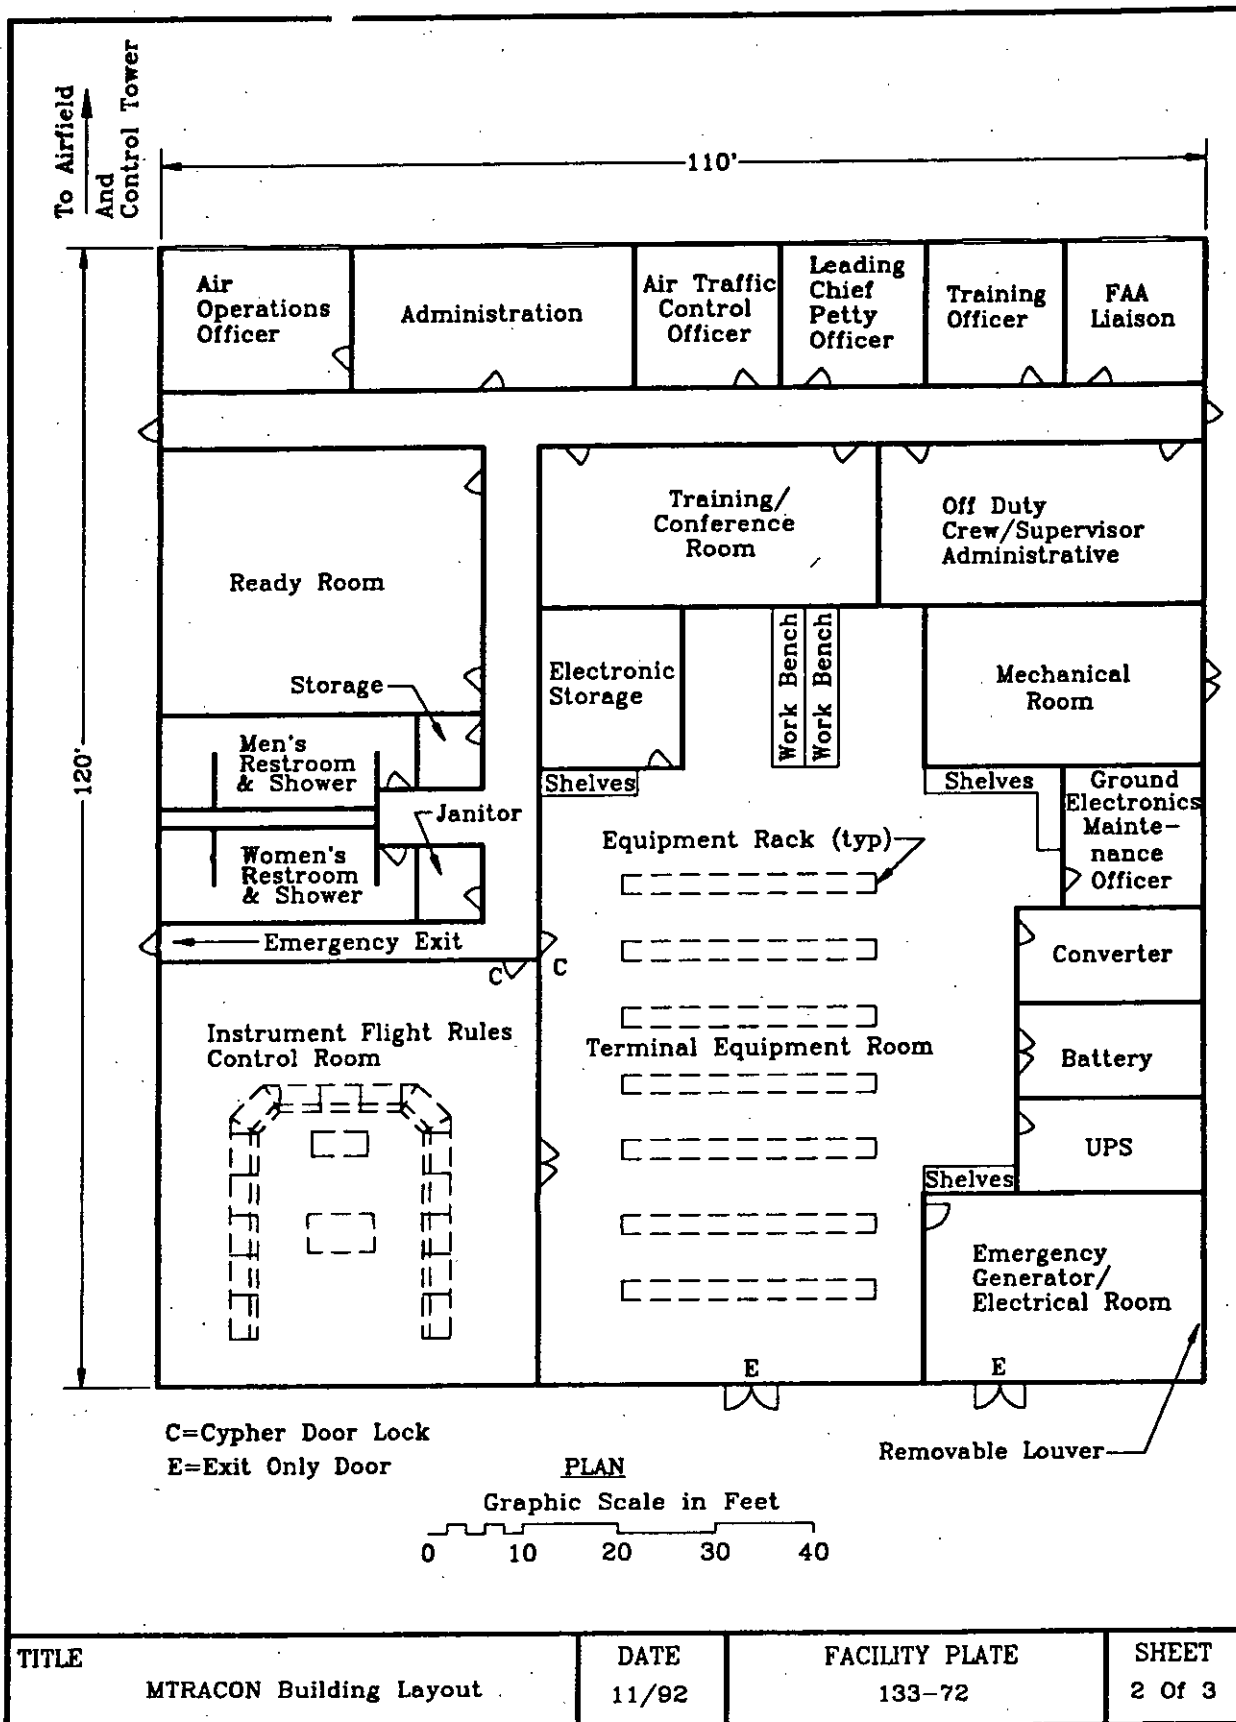 To Airfield
And
Control Tower
110'
120'
Air
Operations
Officer
Administration
Air Traffic
Control
Officer
Leading
Chief
Petty
Officer
Training
Officer
FAA
Liaison
Training/
Conference
Room
Off Duty
Crew/Supervisor
Administrative
Ready Room
Storage
Electronic
Storage
Work Bench
Work Bench
Mechanical
Room
Men's
Restroom
& Shower
Shelves
Shelves
Ground
Electronics
Mainte-
nance
Officer
Janitor
Equipment Rack (typ)
Women's
Restroom
& Shower
Emergency Exit
C
C
Converter
Instrument Flight Rules
Control Room
Terminal Equipment Room
Battery
UPS
Shelves
Emergency
Generator/
Electrical Room
E
E
C=Cypher Door Lock
E=Exit Only Door
Removable Louver
PLAN
Graphic Scale in Feet
0 10 20 30 40
TITLE
MTRACON Building Layout
DATE
11/92
FACILITY PLATE
133-72
SHEET
2 Of 3